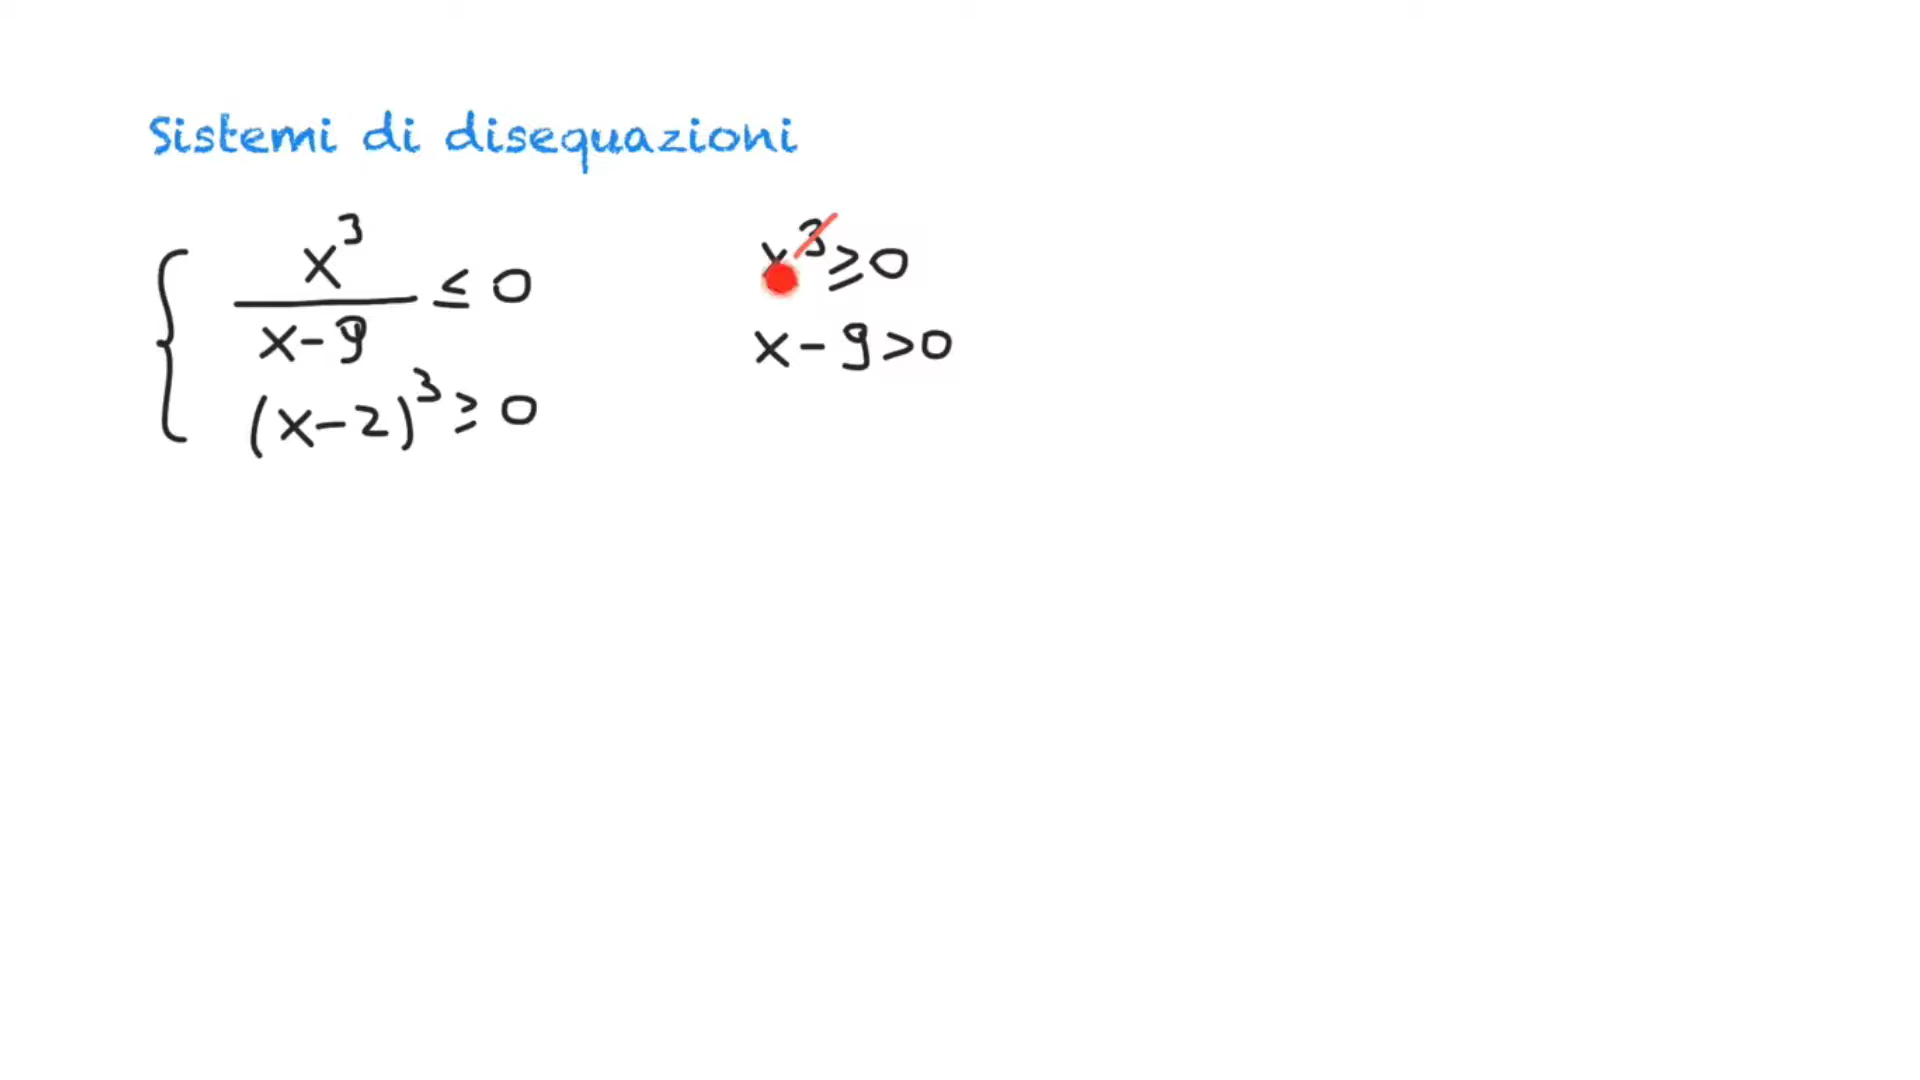 Sistemi di disequazioni
x³
x-9
≤ 0
(x-2)³ ≥ 0
x³ ≥ 0
x - 9 > 0